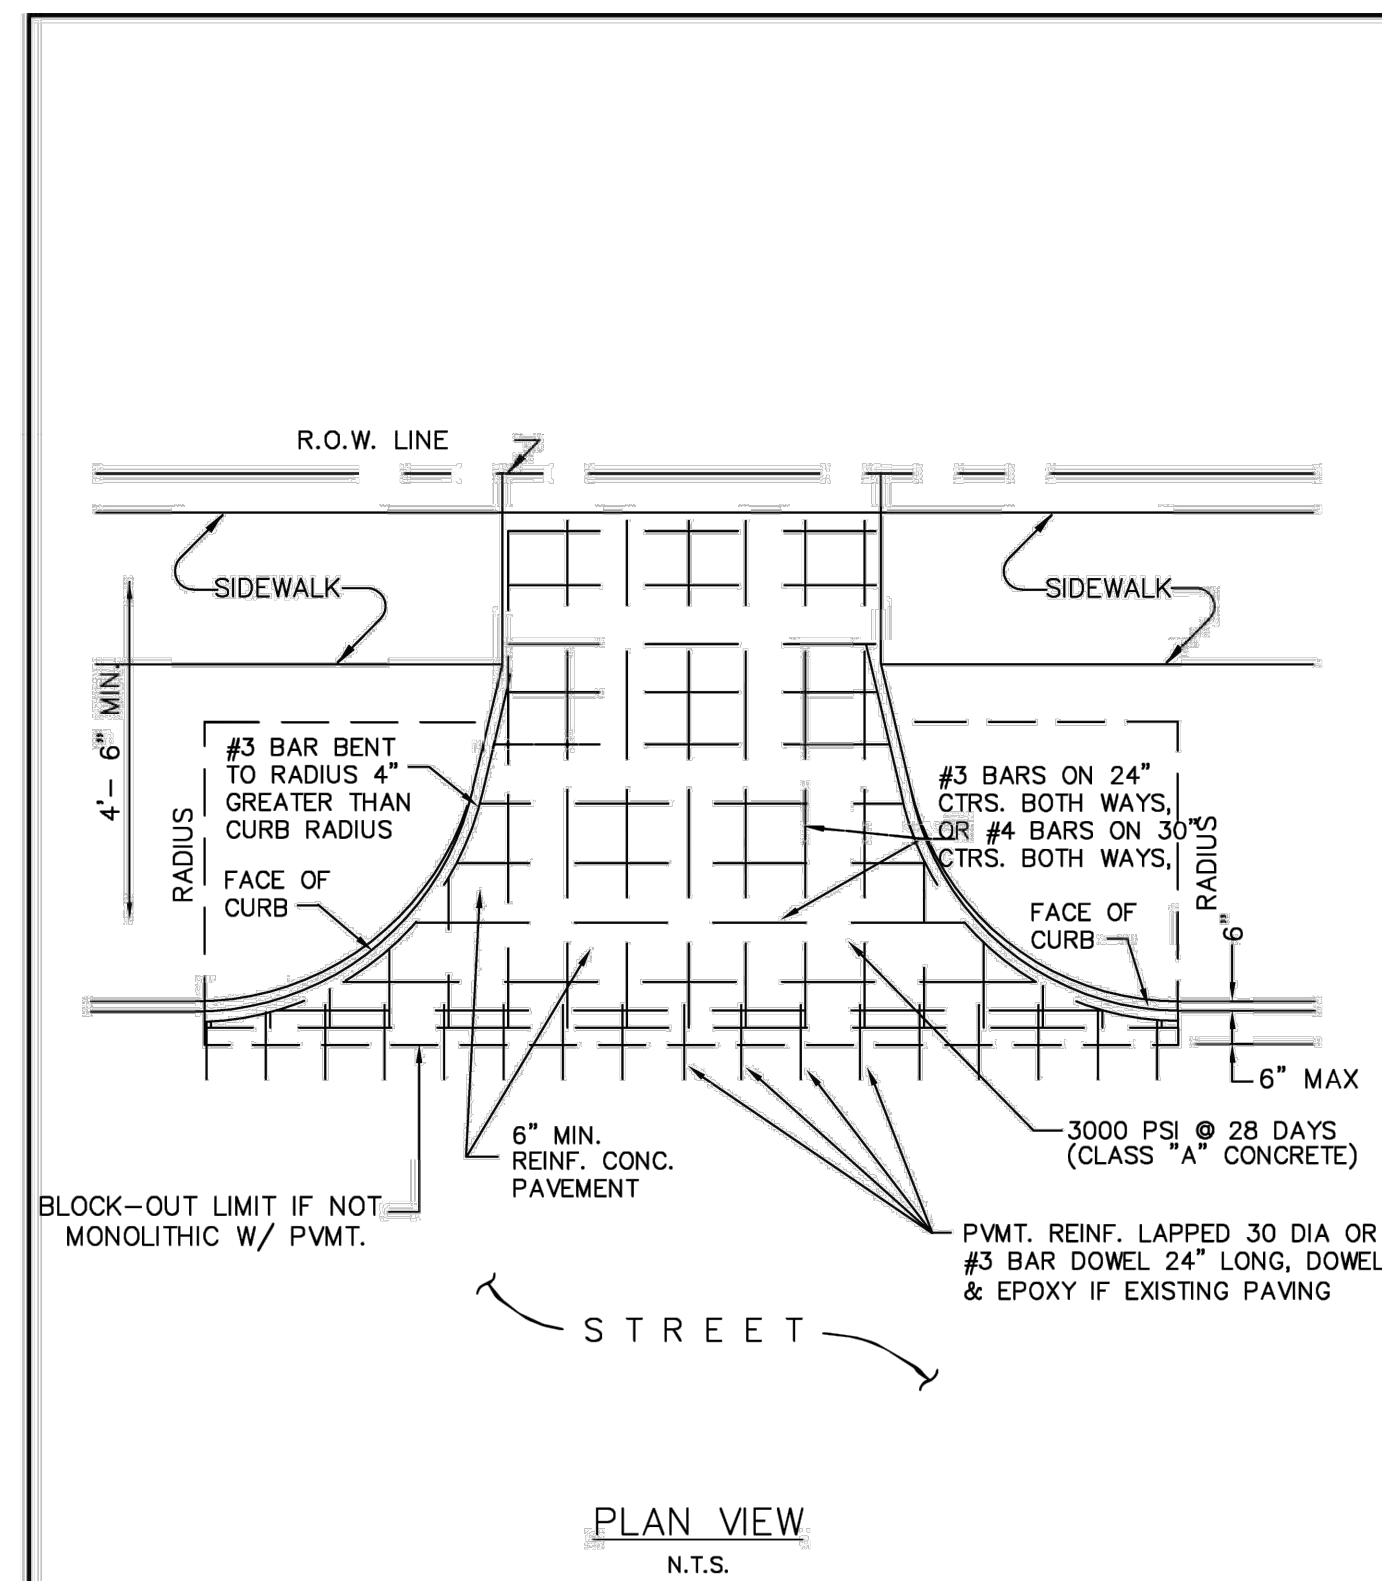 R.O.W. LINE
SIDEWALK
SIDEWALK
4'- 6" MIN.
RADIUS
#3 BAR BENT
TO RADIUS 4"
GREATER THAN
CURB RADIUS
FACE OF
CURB
#3 BARS ON 24"
CTRS. BOTH WAYS,
OR #4 BARS ON 30"
CTRS. BOTH WAYS,
RADIUS
FACE OF
CURB
6"
6" MAX
6" MIN.
REINF. CONC.
PAVEMENT
3000 PSI @ 28 DAYS
(CLASS "A" CONCRETE)
BLOCK-OUT LIMIT IF NOT
MONOLITHIC W/ PVMT.
PVMT. REINF. LAPPED 30 DIA OR
#3 BAR DOWEL 24" LONG, DOWEL
& EPOXY IF EXISTING PAVING
STREET
PLAN VIEW
N.T.S.